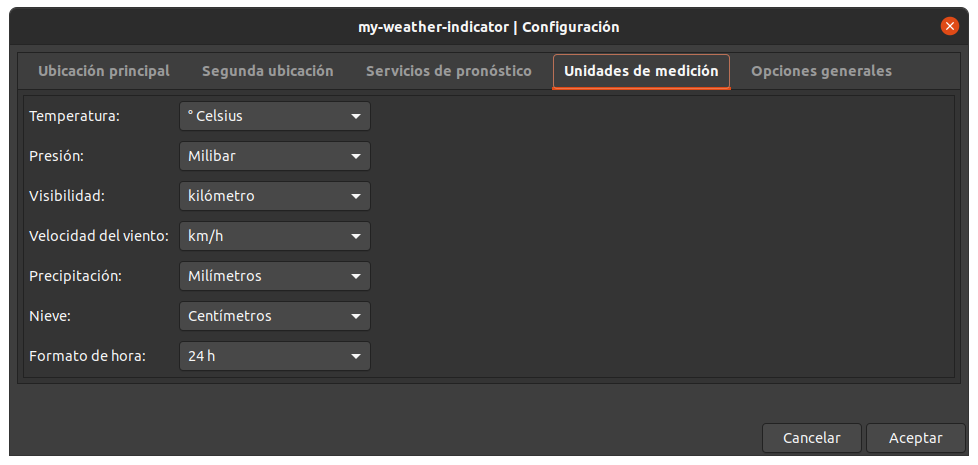 my-weather-indicator | Configuración
Ubicación principal Segunda ubicación Servicios de pronóstico Unidades de medición Opciones generales
Temperatura: ° Celsius
Presión: Milibar
Visibilidad: kilómetro
Velocidad del viento: km/h
Precipitación: Milímetros
Nieve: Centímetros
Formato de hora: 24 h
Cancelar Aceptar